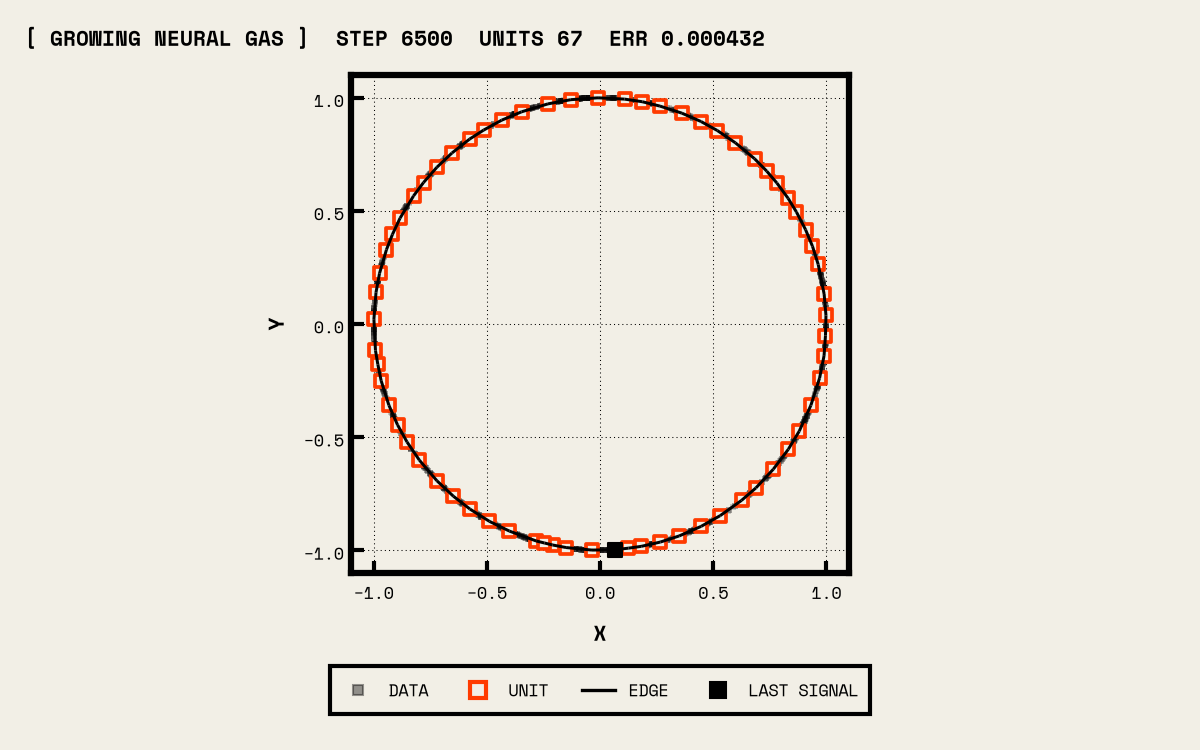 [ GROWING NEURAL GAS ]  STEP 6500  UNITS 67  ERR 0.000432
1.0
0.5
0.0
−0.5
−1.0
Y
−1.0 −0.5 0.0 0.5 1.0
X
DATA UNIT EDGE LAST SIGNAL